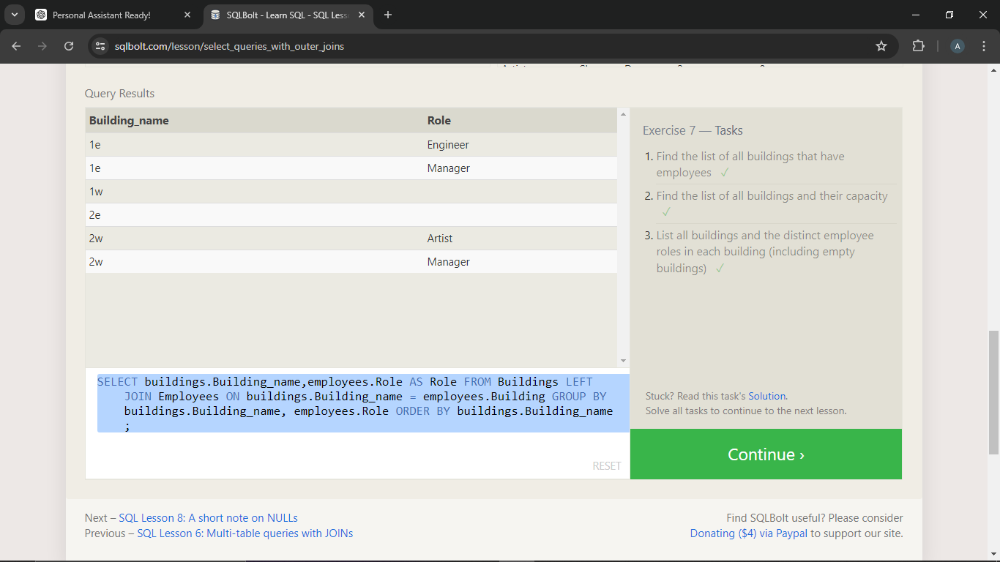 Personal Assistant Ready!
SQLBolt - Learn SQL - SQL Less
sqlbolt.com/lesson/select_queries_with_outer_joins
A
Query Results
Building_name Role
1e Engineer
1e Manager
1w
2e
2w Artist
2w Manager
Exercise 7 — Tasks
1. Find the list of all buildings that have
employees ✓
2. Find the list of all buildings and their capacity
✓
3. List all buildings and the distinct employee
roles in each building (including empty
buildings) ✓
SELECT buildings.Building_name,employees.Role AS Role FROM Buildings LEFT
JOIN Employees ON buildings.Building_name = employees.Building GROUP BY
buildings.Building_name, employees.Role ORDER BY buildings.Building_name
;
RESET
Stuck? Read this task's Solution.
Solve all tasks to continue to the next lesson.
Continue ›
Next – SQL Lesson 8: A short note on NULLs
Previous – SQL Lesson 6: Multi-table queries with JOINs
Find SQLBolt useful? Please consider
Donating ($4) via Paypal to support our site.